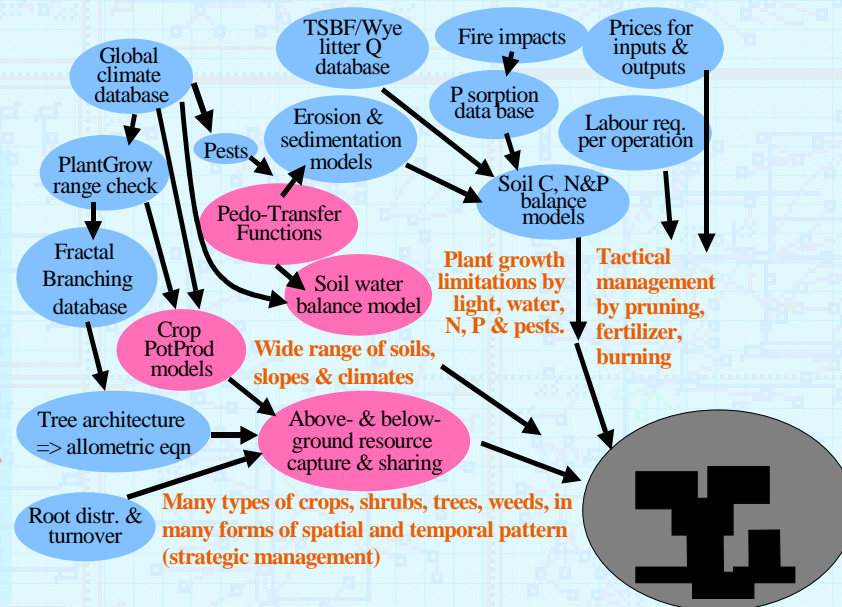 TSBF/Wye
litter Q
database
Fire impacts
Prices for
inputs &
outputs
Global
climate
database
P sorption
data base
Erosion &
sedimentation
models
Labour req.
per operation
Pests
PlantGrow
range check
Soil C, N&P
balance
models
Pedo-Transfer
Functions
Fractal
Branching
database
Plant growth
limitations by
light, water,
N, P & pests.
Tactical
management
by pruning,
fertilizer,
burning
Soil water
balance model
Crop
PotProd
models
Wide range of soils,
slopes & climates
Tree architecture
=> allometric eqn
Above- & below-
ground resource
capture & sharing
Root distr. &
turnover
Many types of crops, shrubs, trees, weeds, in
many forms of spatial and temporal pattern
(strategic management)